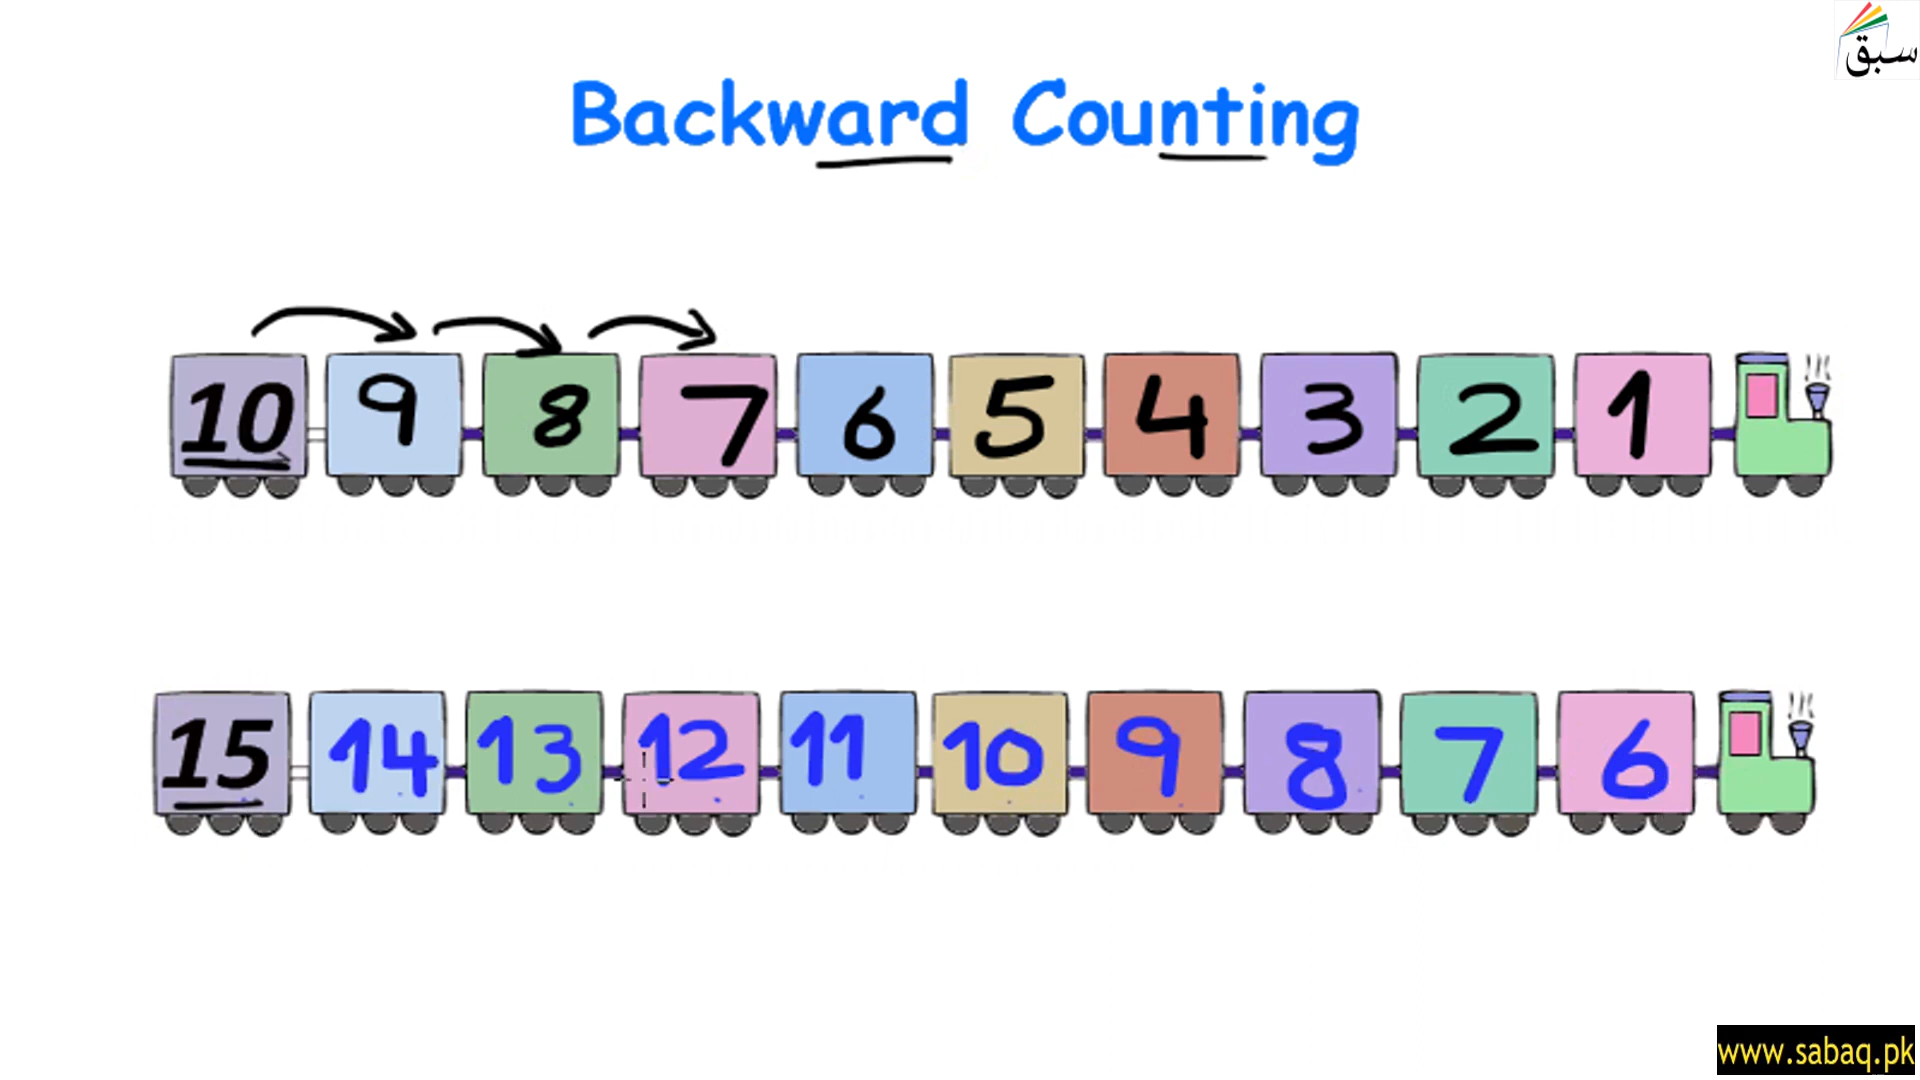 سبق
Backward Counting
10 9 8 7 6 5 4 3 2 1
15 14 13 12 11 10 9 8 7 6
www.sabaq.pk